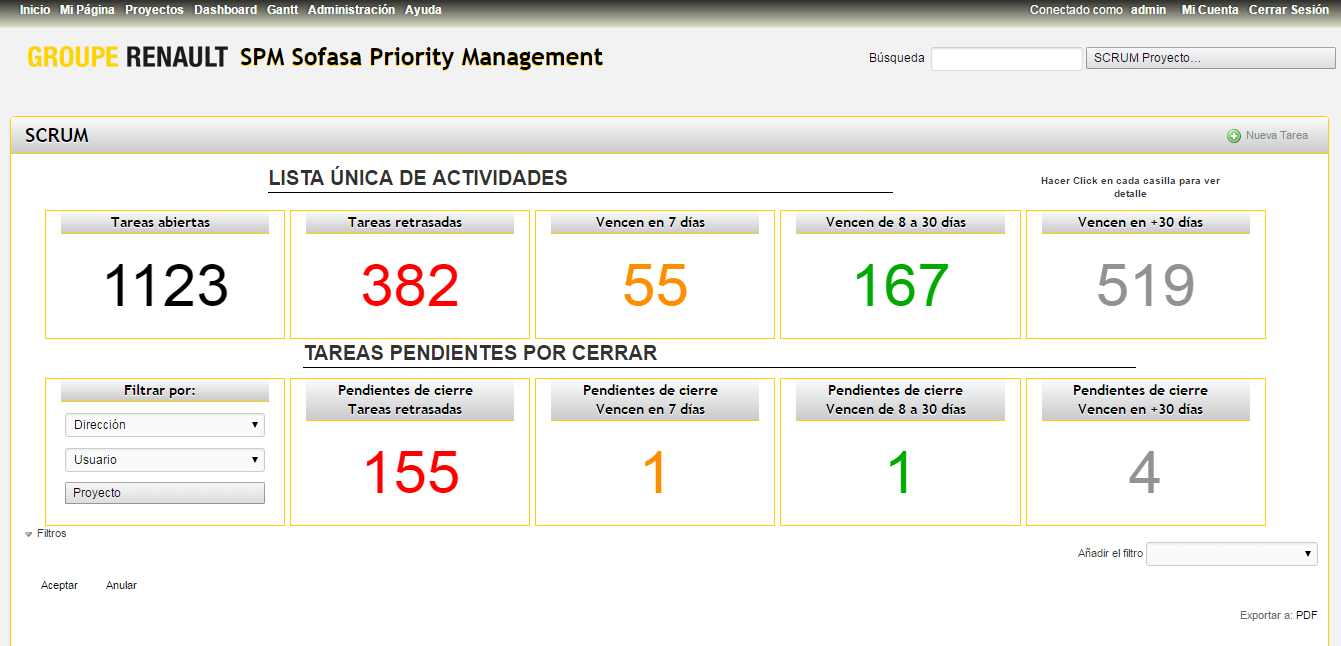 Inicio Mi Página Proyectos Dashboard Gantt Administración Ayuda Conectado como admin Mi Cuenta Cerrar Sesión
GROUPE RENAULT SPM Sofasa Priority Management Búsqueda SCRUM Proyecto...
SCRUM Nueva Tarea
LISTA ÚNICA DE ACTIVIDADES
Hacer Click en cada casilla para ver
detalle
Tareas abiertas Tareas retrasadas Vencen en 7 días Vencen de 8 a 30 días Vencen en +30 días
1123 382 55 167 519
TAREAS PENDIENTES POR CERRAR
Filtrar por:
Dirección
Usuario
Proyecto
Pendientes de cierre
Tareas retrasadas
155
Pendientes de cierre
Vencen en 7 días
1
Pendientes de cierre
Vencen de 8 a 30 días
1
Pendientes de cierre
Vencen en +30 días
4
Filtros
Añadir el filtro
Aceptar Anular
Exportar a: PDF